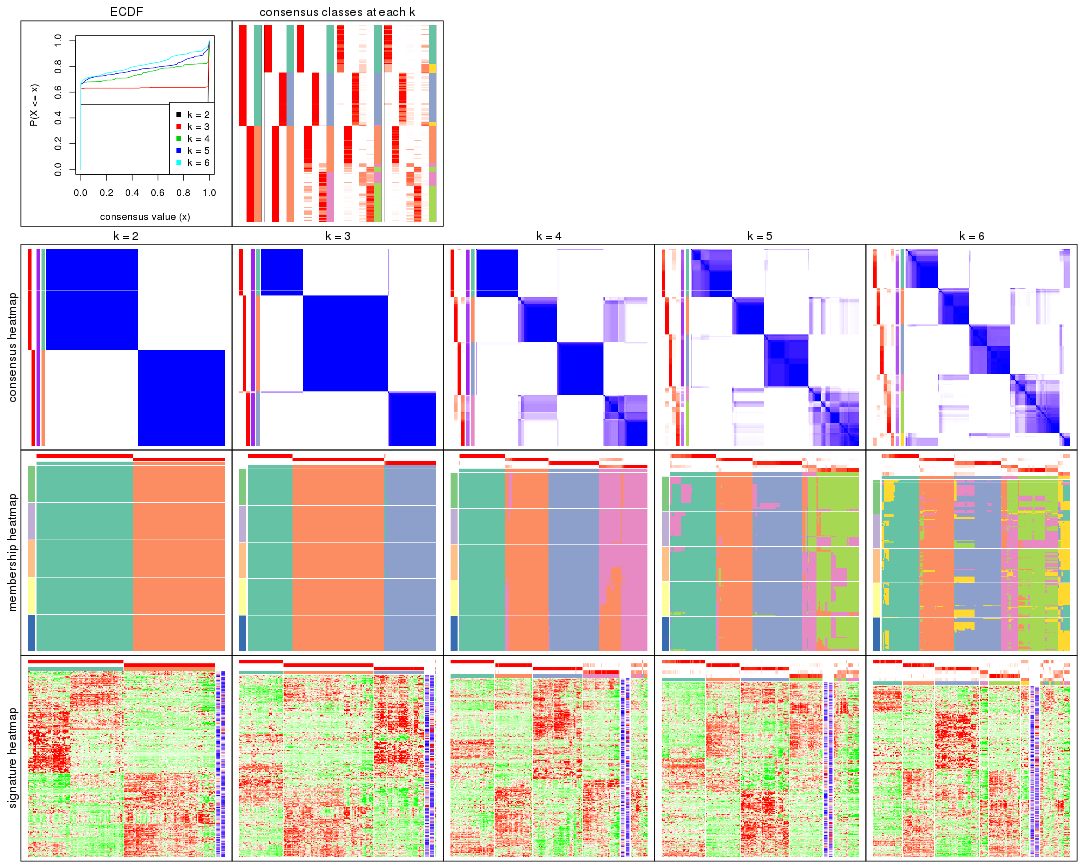 ECDF
consensus classes at each k
P(X <= x)
1.0
0.8
0.6
0.4
0.2
0.0
k = 2
k = 3
k = 4
k = 5
k = 6
0.0 0.2 0.4 0.6 0.8 1.0
consensus value (x)
k = 2
k = 3
k = 4
k = 5
k = 6
consensus heatmap
membership heatmap
signature heatmap